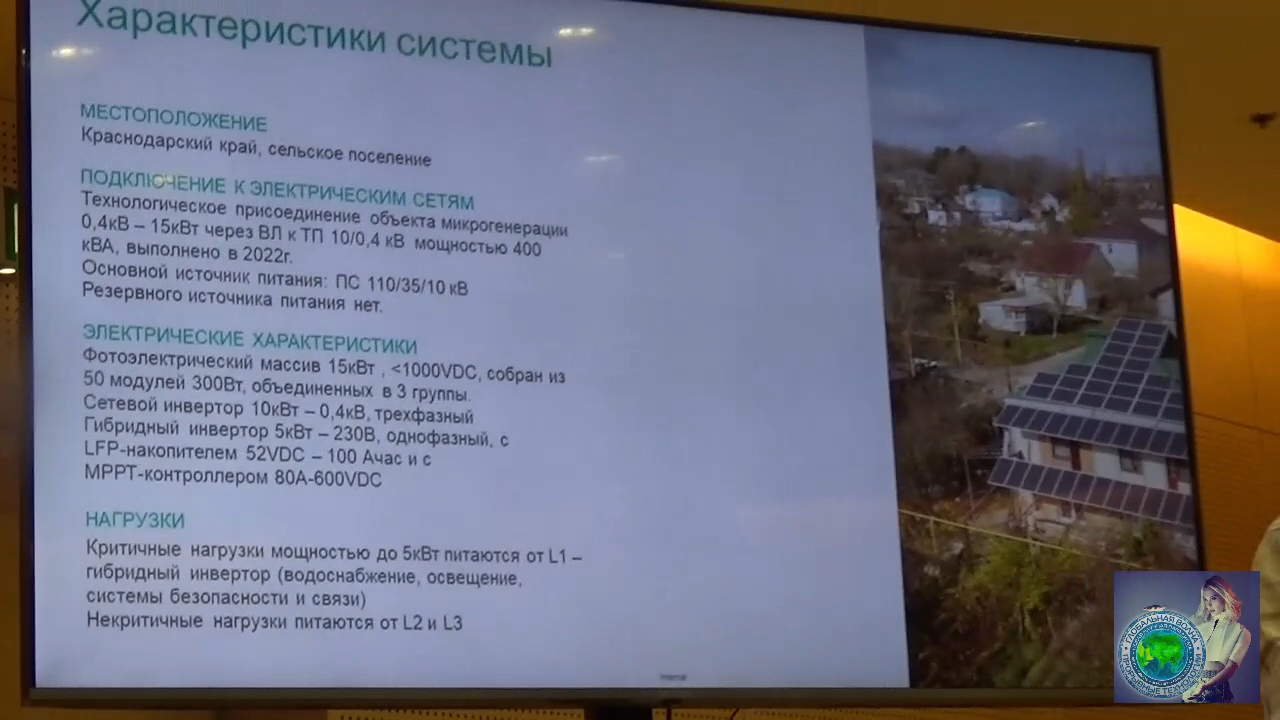 Характеристики системы
МЕСТОПОЛОЖЕНИЕ
Краснодарский край, сельское поселение
ПОДКЛЮЧЕНИЕ К ЭЛЕКТРИЧЕСКИМ СЕТЯМ
Технологическое присоединение объекта микрогенерации
0,4кВ – 15кВт через ВЛ к ТП 10/0,4 кВ мощностью 400
кВА, выполнено в 2022г.
Основной источник питания: ПС 110/35/10 кВ
Резервного источника питания нет.
ЭЛЕКТРИЧЕСКИЕ ХАРАКТЕРИСТИКИ
Фотоэлектрический массив 15кВт , <1000VDC, собран из
50 модулей 300Вт, объединенных в 3 группы.
Сетевой инвертор 10кВт – 0,4кВ, трехфазный
Гибридный инвертор 5кВт – 230В, однофазный, с
LFP-накопителем 52VDC – 100 Ачас и с
MPPT-контроллером 80А-600VDC
НАГРУЗКИ
Критичные нагрузки мощностью до 5кВт питаются от L1 –
гибридный инвертор (водоснабжение, освещение,
системы безопасности и связи)
Некритичные нагрузки питаются от L2 и L3
Internal
ГЛОБАЛЬНАЯ ВОЛНА